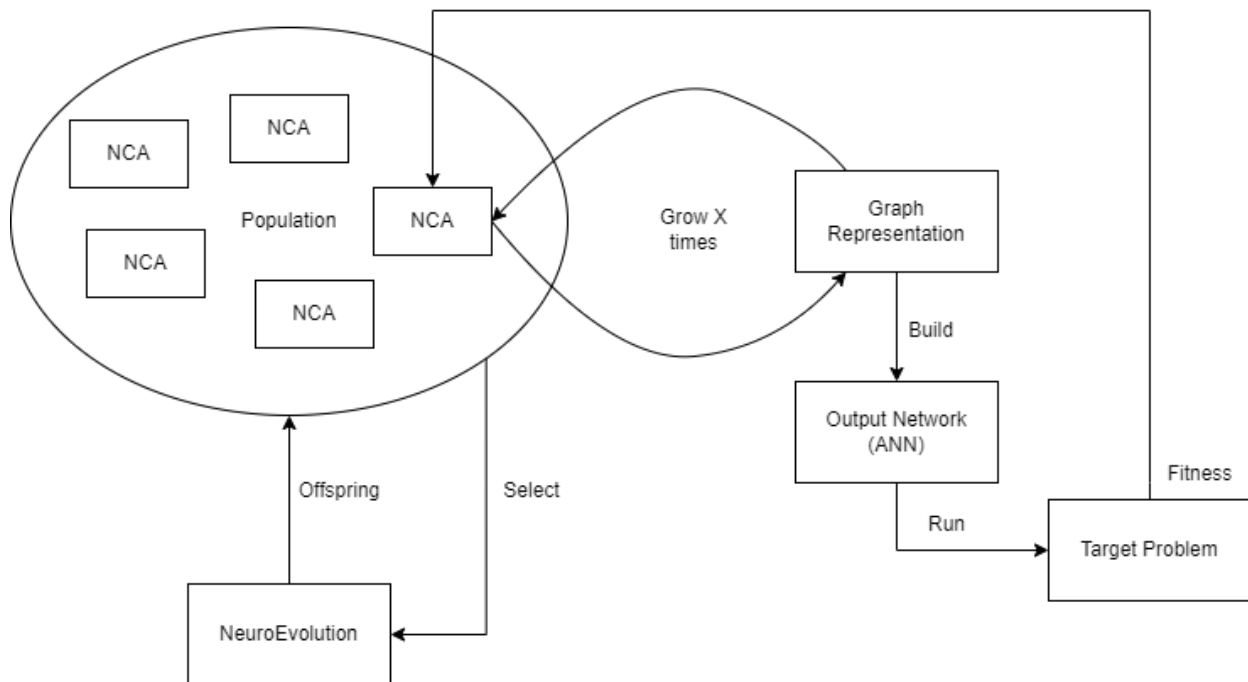 NCA
NCA
Population
NCA
NCA
NCA
Grow X
times
Graph
Representation
Build
Output Network
(ANN)
Offspring
Select
Fitness
Run
Target Problem
NeuroEvolution